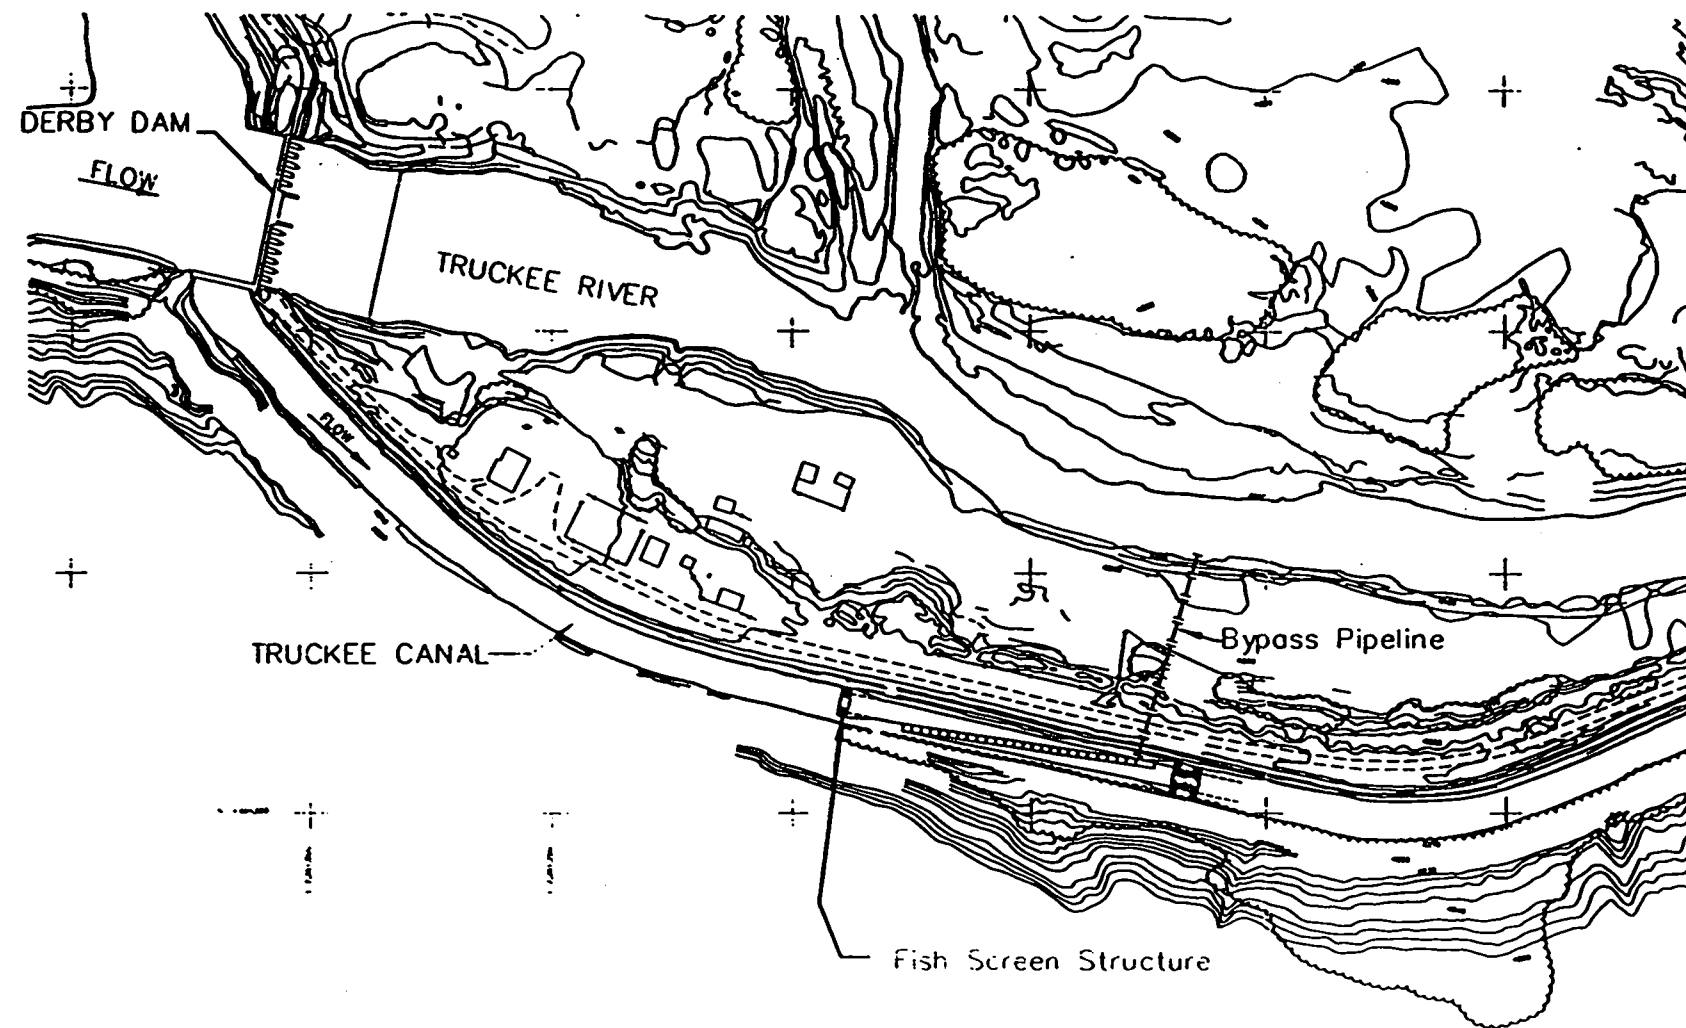 DERBY DAM
FLOW
TRUCKEE RIVER
FLOW
TRUCKEE CANAL
Bypass Pipeline
Fish Screen Structure